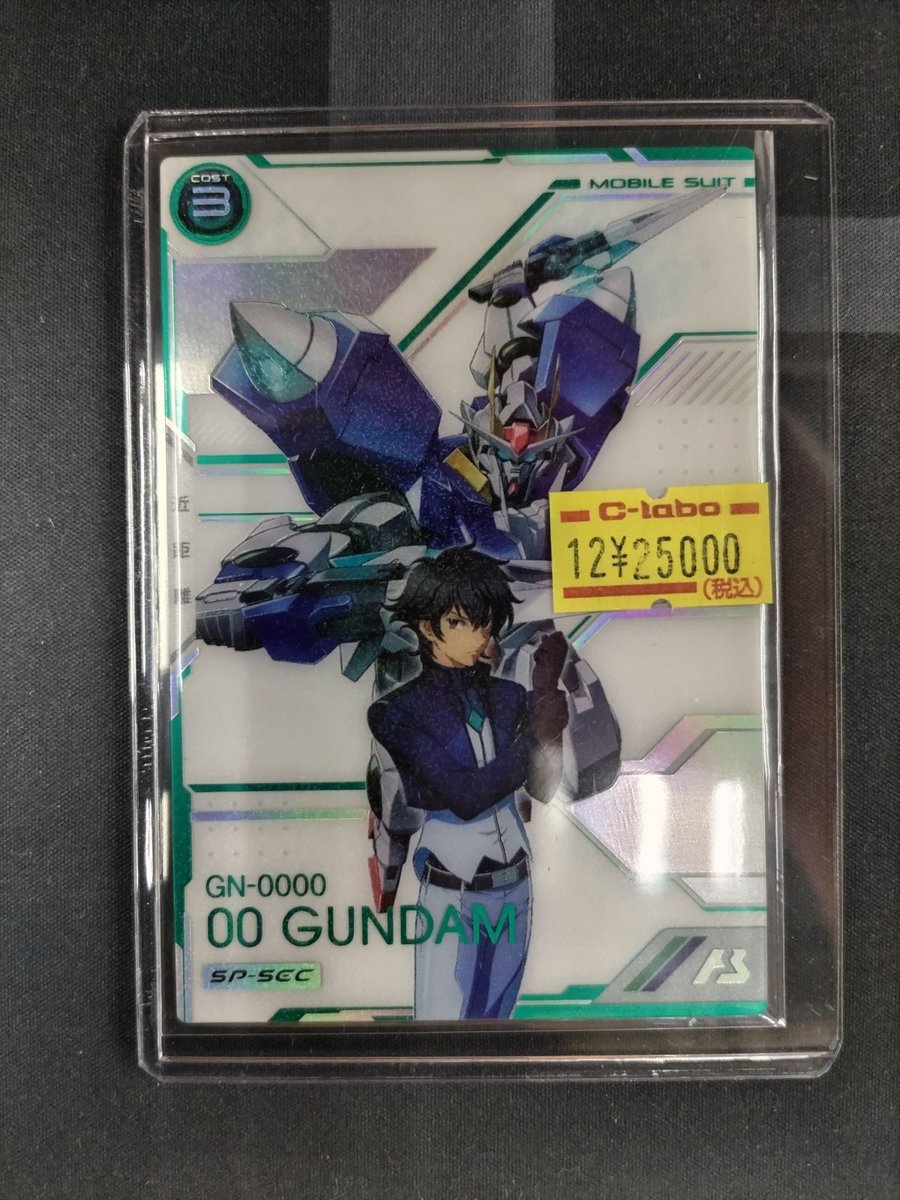 COST
3
MOBILE SUIT
近
距
離
C-labo
12¥25000
(税込)
GN-0000
00 GUNDAM
SP-SEC